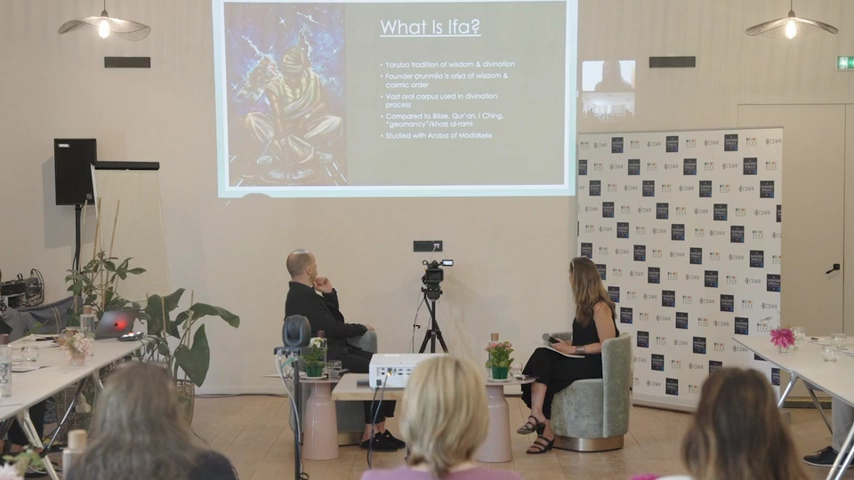 What Is Ifa?
• Yoruba tradition of wisdom & divination
• Founder Orunmila is orisa of wisdom &
cosmic order
• Vast oral corpus used in divination
process
• Compared to Bible, Qur'an, I Ching,
"geomancy"/khatt al-raml
• Studied with Araba of Modakeke